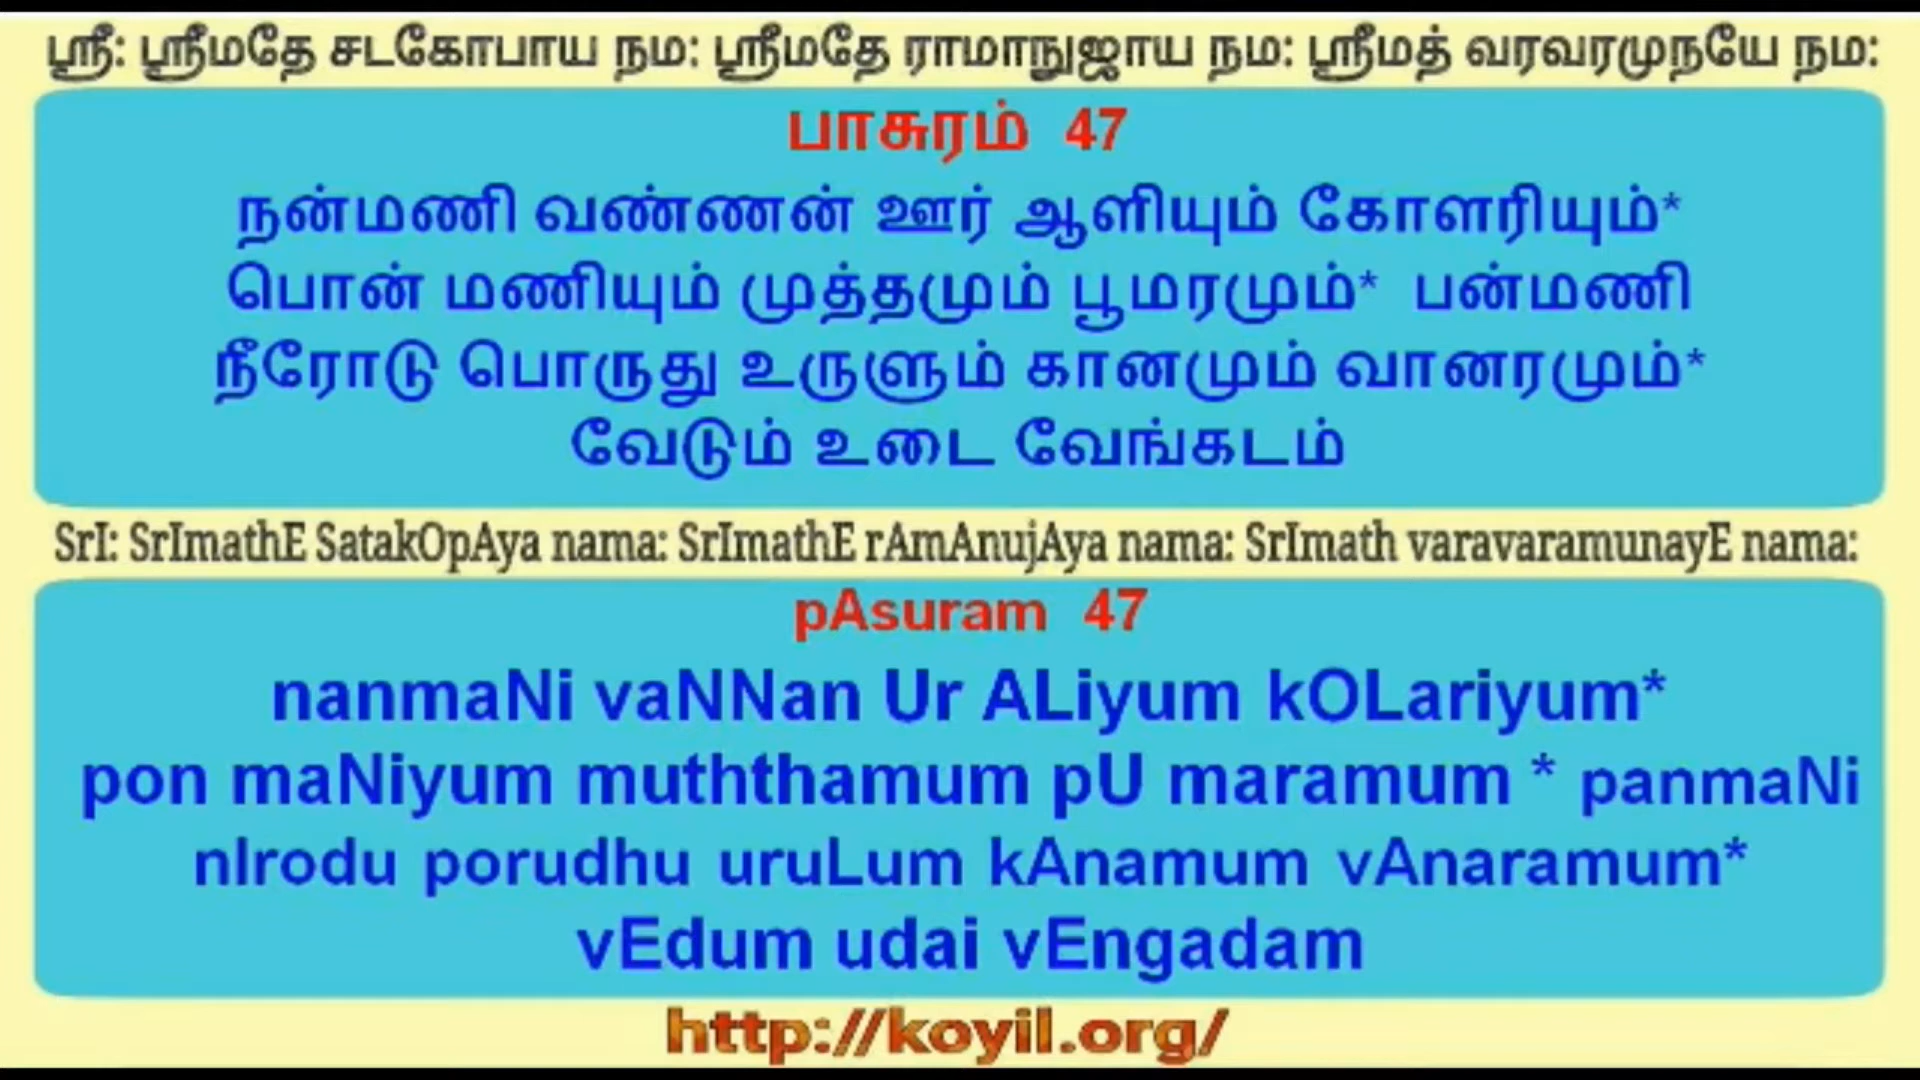 ஸ்ரீ: ஸ்ரீமதே சடகோபாய நம: ஸ்ரீமதே ராமாநுஜாய நம: ஸ்ரீமத் வரவரமுநயே நம:
பாசுரம் 47
நன்மணி வண்ணன் ஊர் ஆளியும் கோளரியும்*
பொன் மணியும் முத்தமும் பூமரமும்* பன்மணி
நீரோடு பொருது உருளும் கானமும் வானரமும்*
வேடும் உடை வேங்கடம்
SrI: SrImathE SatakOpAya nama: SrImathE rAmAnujAya nama: SrImath varavaramunayE nama:
pAsuram 47
nanmaNi vaNNan Ur ALiyum kOLariyum*
pon maNiyum muththamum pU maramum * panmaNi
nIrodu porudhu uruLum kAnamum vAnaramum*
vEdum udai vEngadam
http://koyil.org/